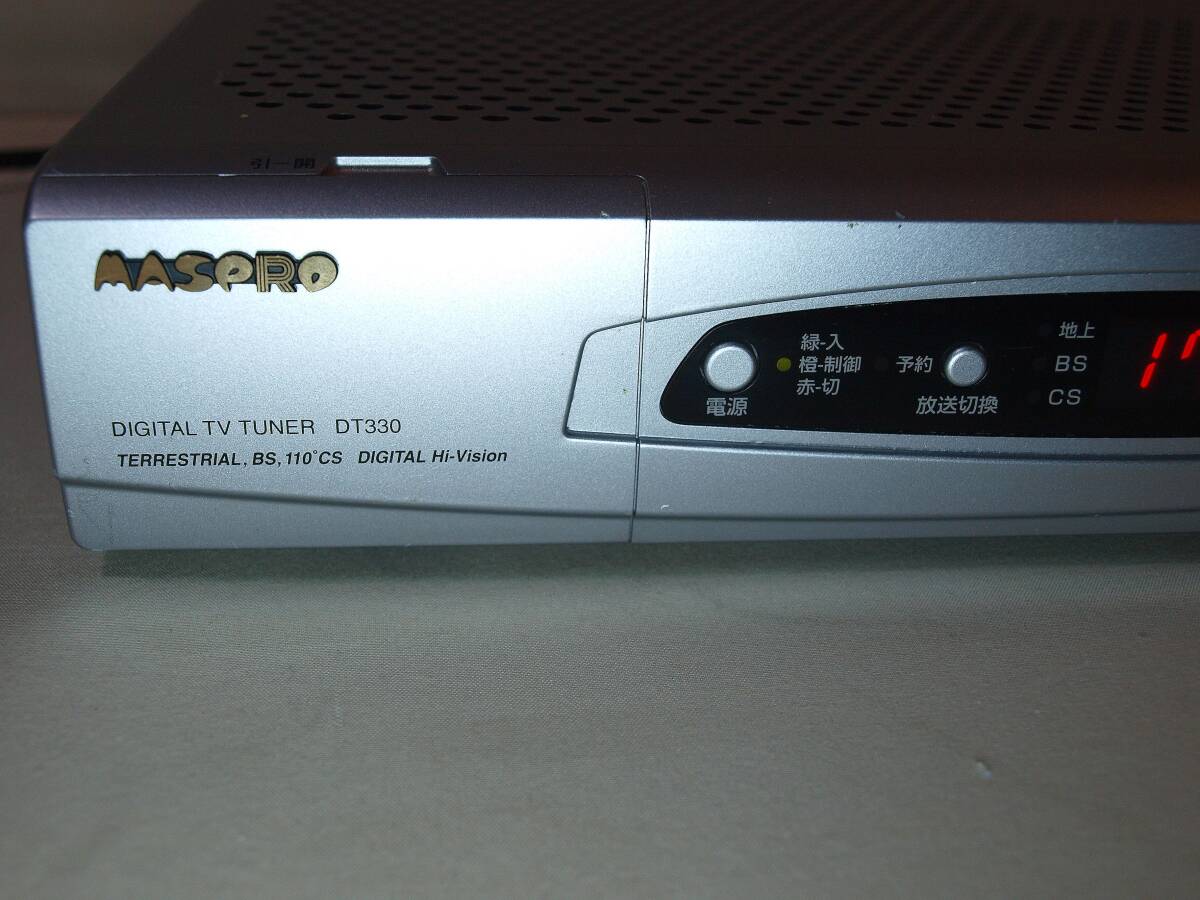 引－開
MASPRO
DIGITAL TV TUNER DT330
TERRESTRIAL, BS, 110°CS DIGITAL Hi-Vision
電源
緑-入
橙-制御
赤-切
予約
放送切換
地上
BS
CS